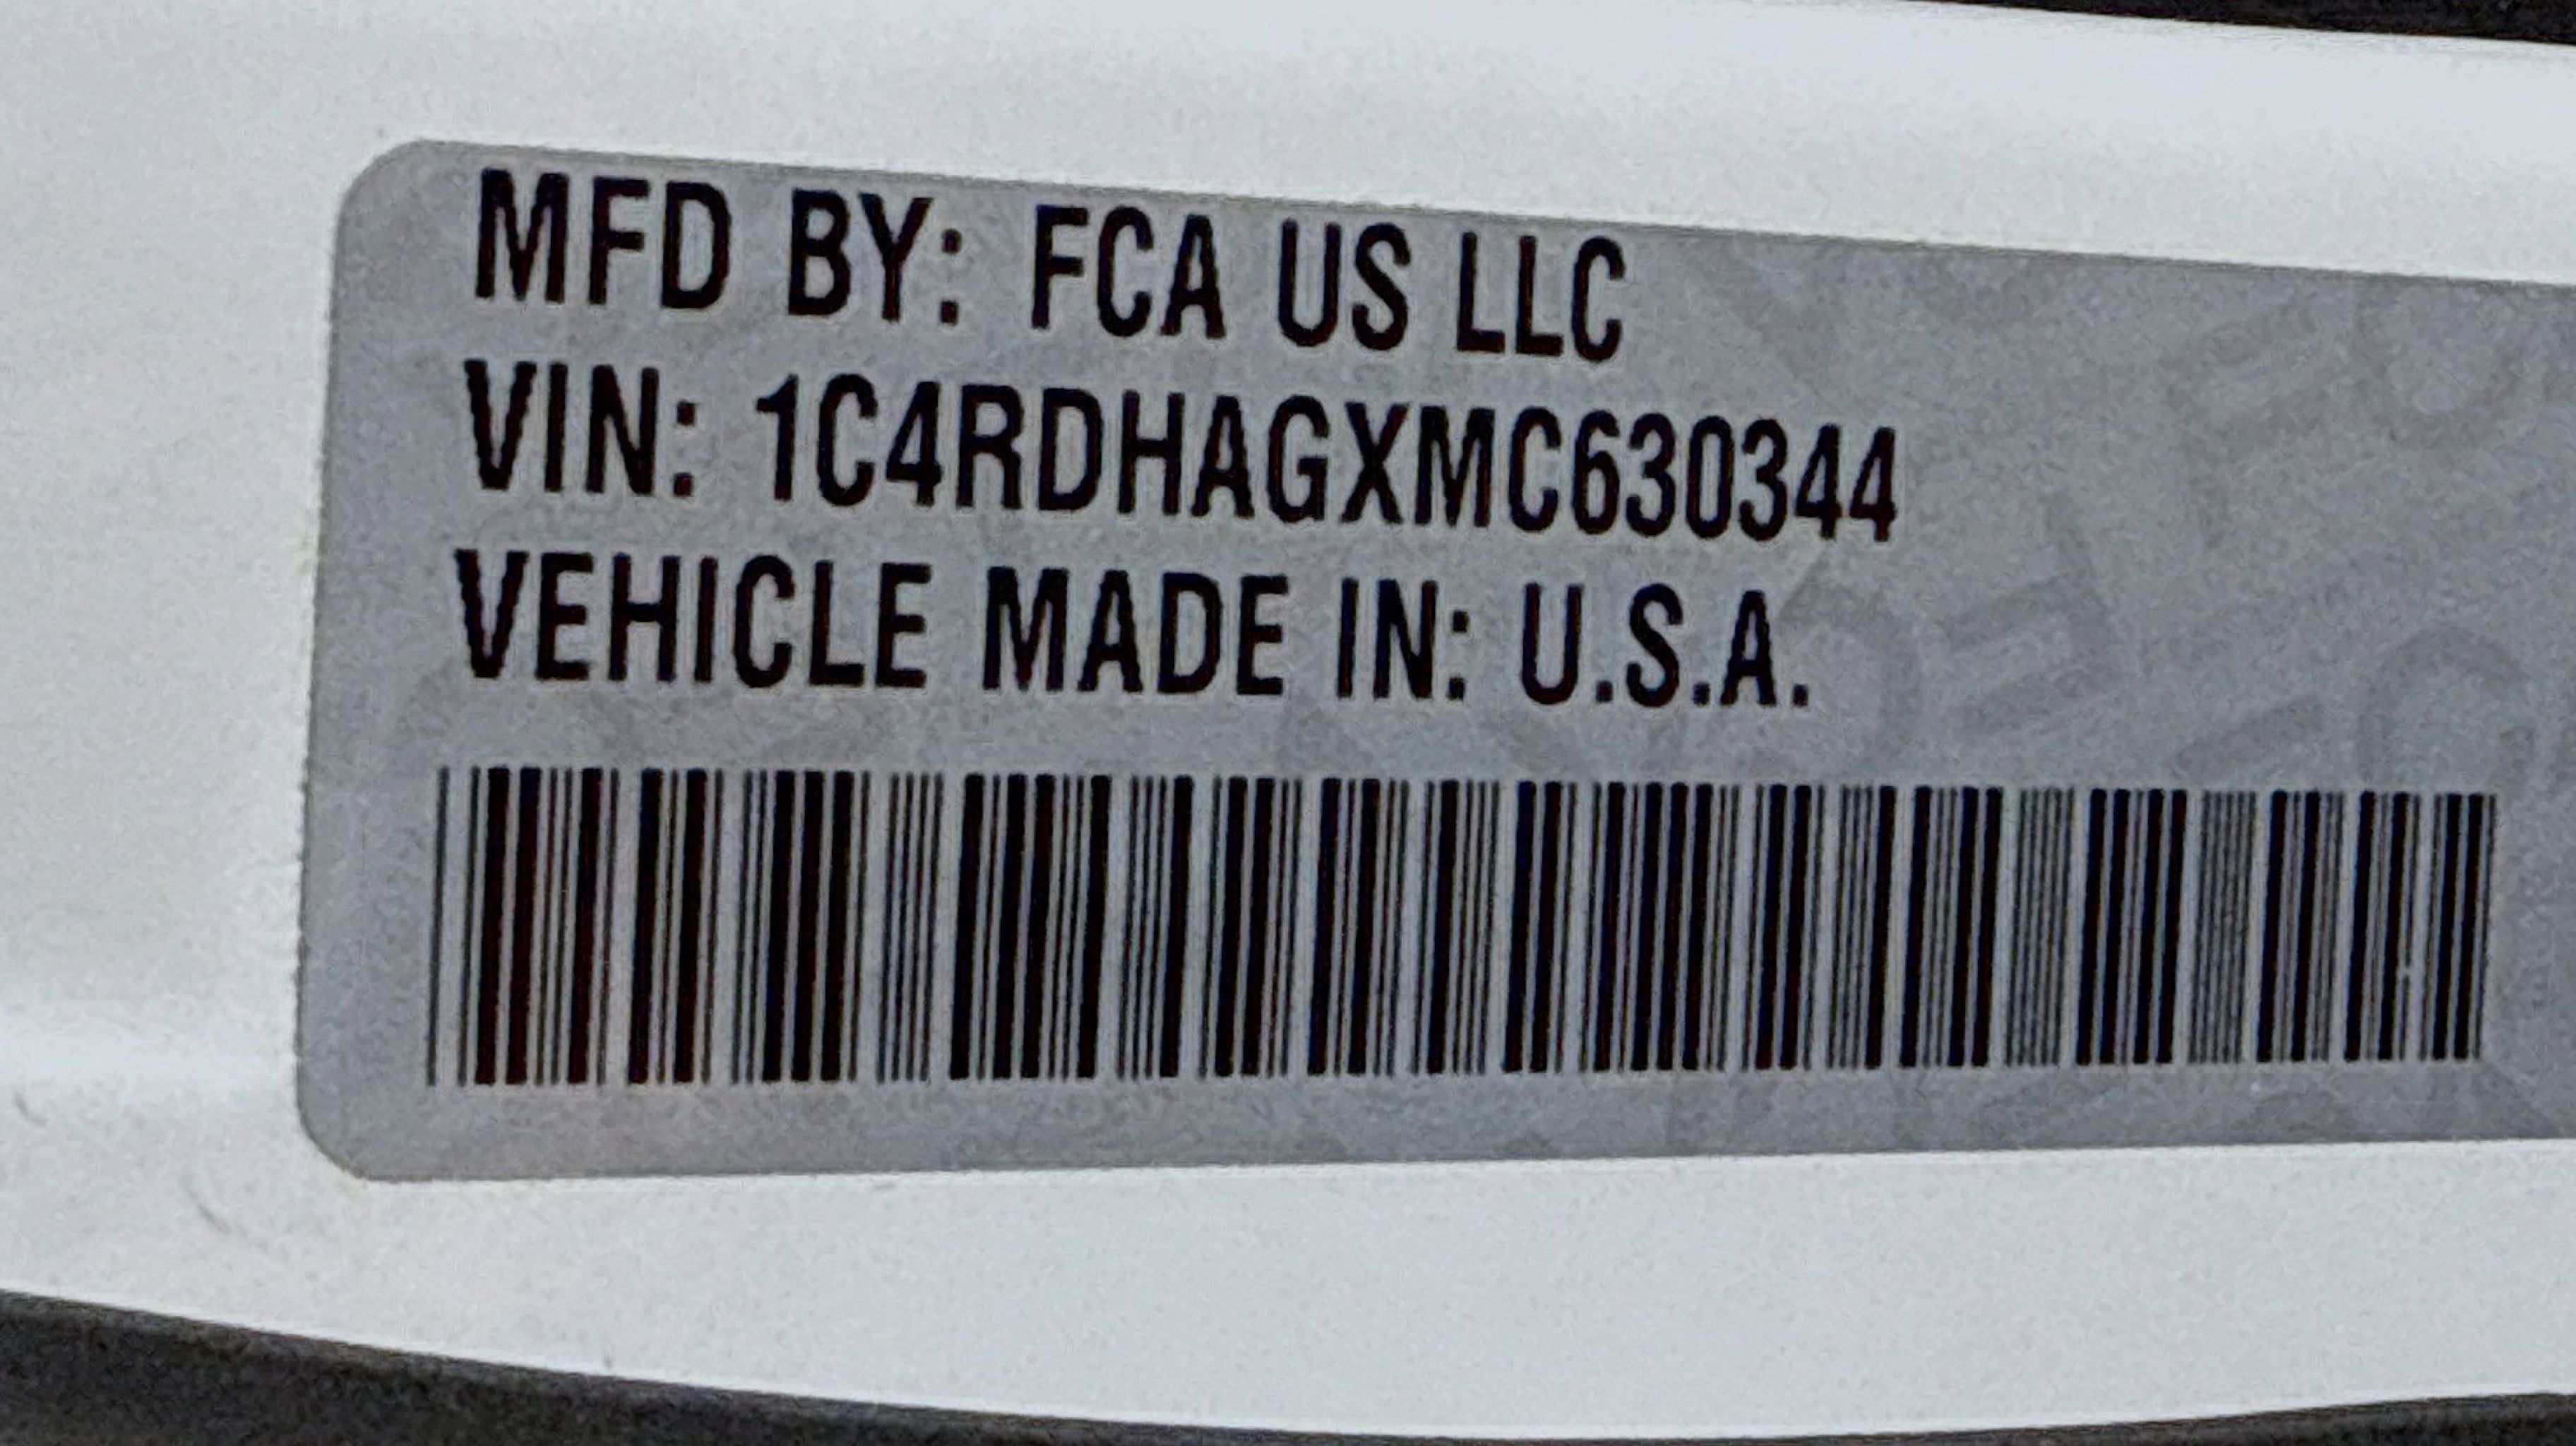 MFD BY: FCA US LLC
VIN: 1C4RDHAGXMC630344
VEHICLE MADE IN: U.S.A.